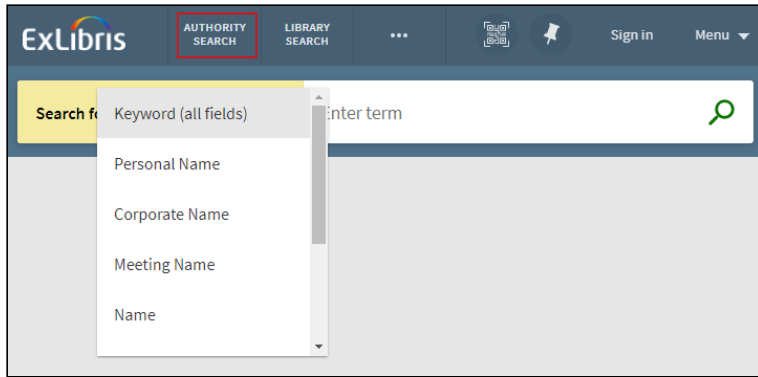 ExLibris
AUTHORITY
SEARCH
LIBRARY
SEARCH
...
Sign in
Menu
Search fo
Enter term
Keyword (all fields)
Personal Name
Corporate Name
Meeting Name
Name